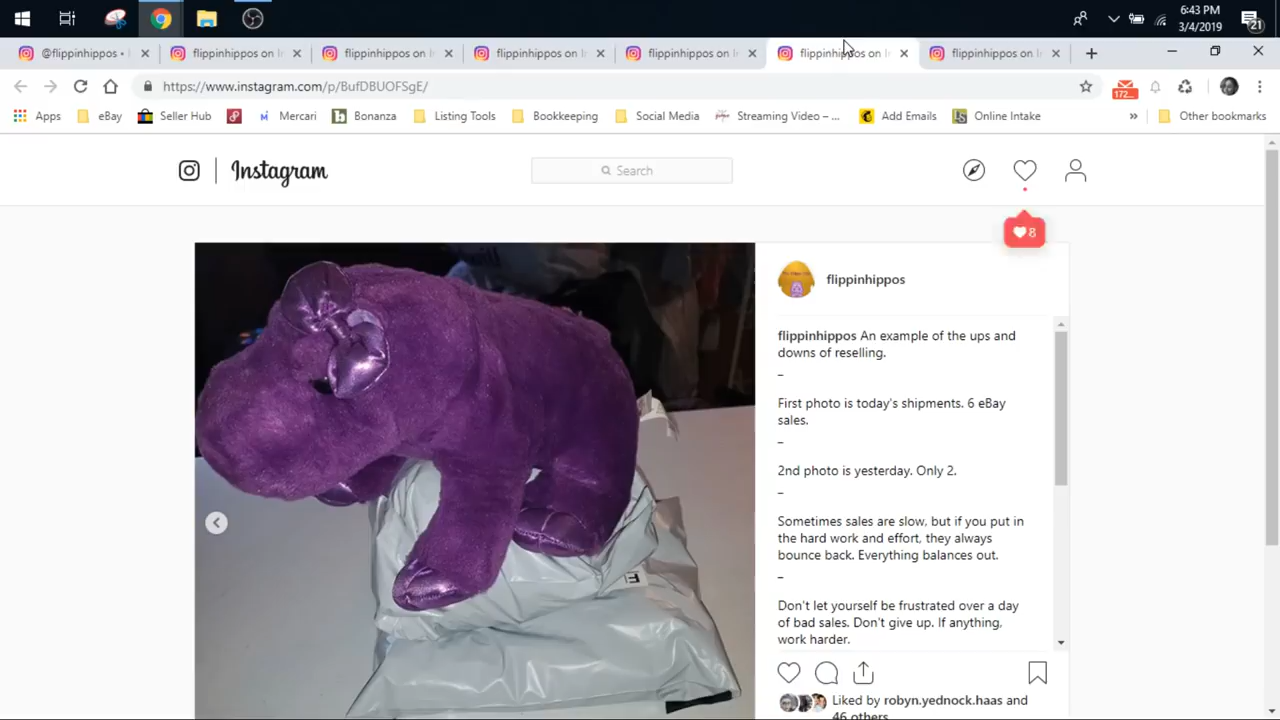 6:43 PM
3/4/2019
21
@flippinhippos • I
flippinhippos on I
flippinhippos on I
flippinhippos on I
flippinhippos on I
flippinhippos on I
flippinhippos on I
https://www.instagram.com/p/BufDBUOFSgE/
172...
Apps
eBay
Seller Hub
Mercari
Bonanza
Listing Tools
Bookkeeping
Social Media
Streaming Video – ...
Add Emails
Online Intake
»
Other bookmarks
Instagram
Search
8
flippinhippos
flippinhippos An example of the ups and
downs of reselling.
–
First photo is today's shipments. 6 eBay
sales.
–
2nd photo is yesterday. Only 2.
–
Sometimes sales are slow, but if you put in
the hard work and effort, they always
bounce back. Everything balances out.
–
Don't let yourself be frustrated over a day
of bad sales. Don't give up. If anything,
work harder.
Liked by robyn.yednock.haas and
46 others